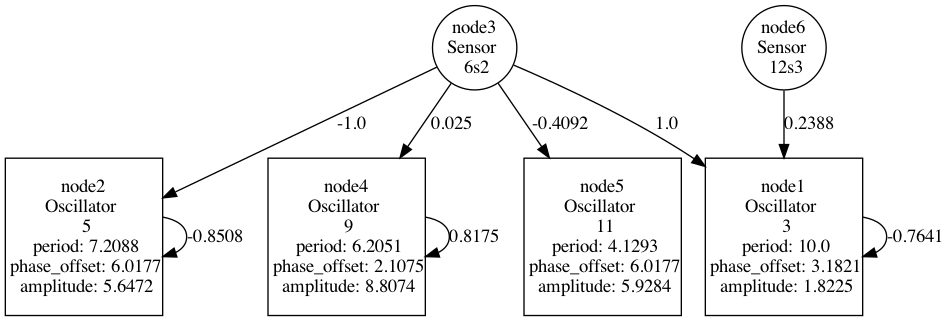 node3
Sensor
6s2
node6
Sensor
12s3
-1.0
0.025
-0.4092
1.0
0.2388
node2
Oscillator
5
period: 7.2088
phase_offset: 6.0177
amplitude: 5.6472
-0.8508
node4
Oscillator
9
period: 6.2051
phase_offset: 2.1075
amplitude: 8.8074
0.8175
node5
Oscillator
11
period: 4.1293
phase_offset: 6.0177
amplitude: 5.9284
node1
Oscillator
3
period: 10.0
phase_offset: 3.1821
amplitude: 1.8225
-0.7641